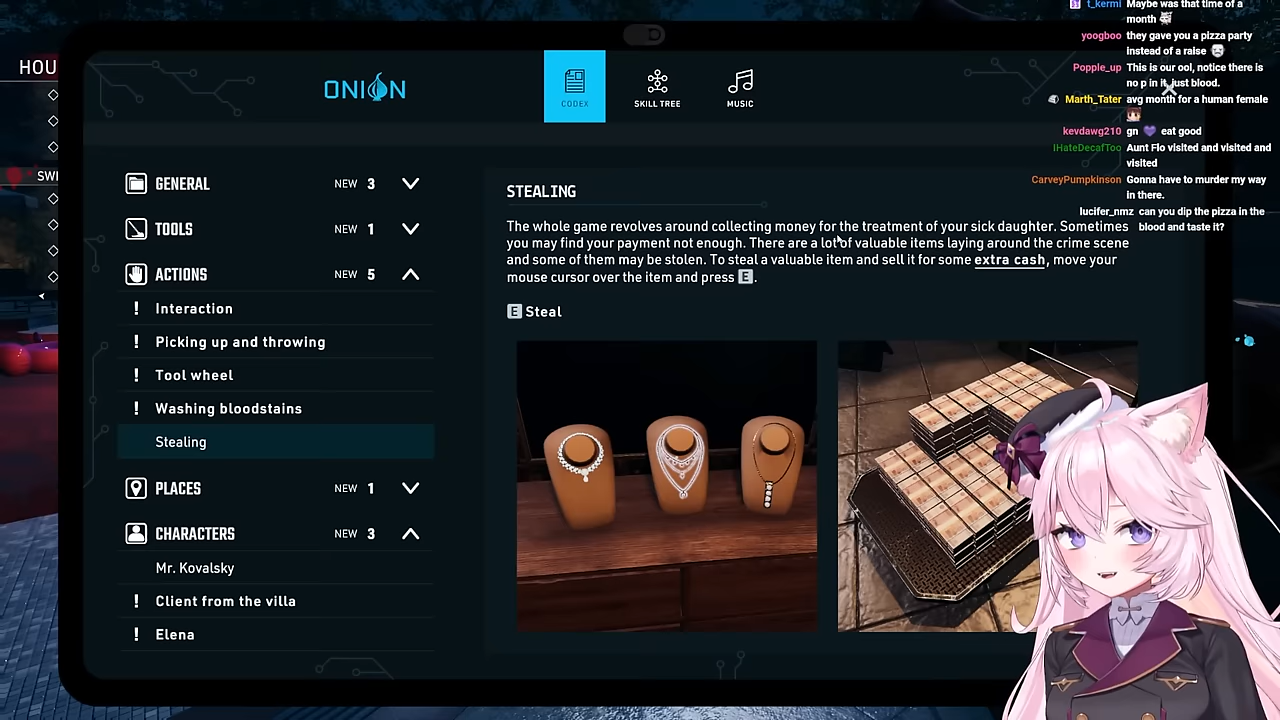 HOU
SWI
ONION
CODEX
SKILL TREE
MUSIC
GENERAL NEW 3
TOOLS NEW 1
ACTIONS NEW 5
! Interaction
! Picking up and throwing
! Tool wheel
! Washing bloodstains
Stealing
PLACES NEW 1
CHARACTERS NEW 3
Mr. Kovalsky
! Client from the villa
! Elena
STEALING
The whole game revolves around collecting money for the treatment of your sick daughter. Sometimes
you may find your payment not enough. There are a lot of valuable items laying around the crime scene
and some of them may be stolen. To steal a valuable item and sell it for some extra cash, move your
mouse cursor over the item and press E.
E Steal
t_kermi Maybe was that time of a
month
yoogboo they gave you a pizza party
instead of a raise
Popple_up This is our ool, notice there is
no p in it, just blood.
Marth_Tater avg month for a human female
kevdawg210 gn eat good
IHateDecafToo Aunt Flo visited and visited and
visited
CarveyPumpkinson Gonna have to murder my way
in there.
lucifer_nmz can you dip the pizza in the
blood and taste it?